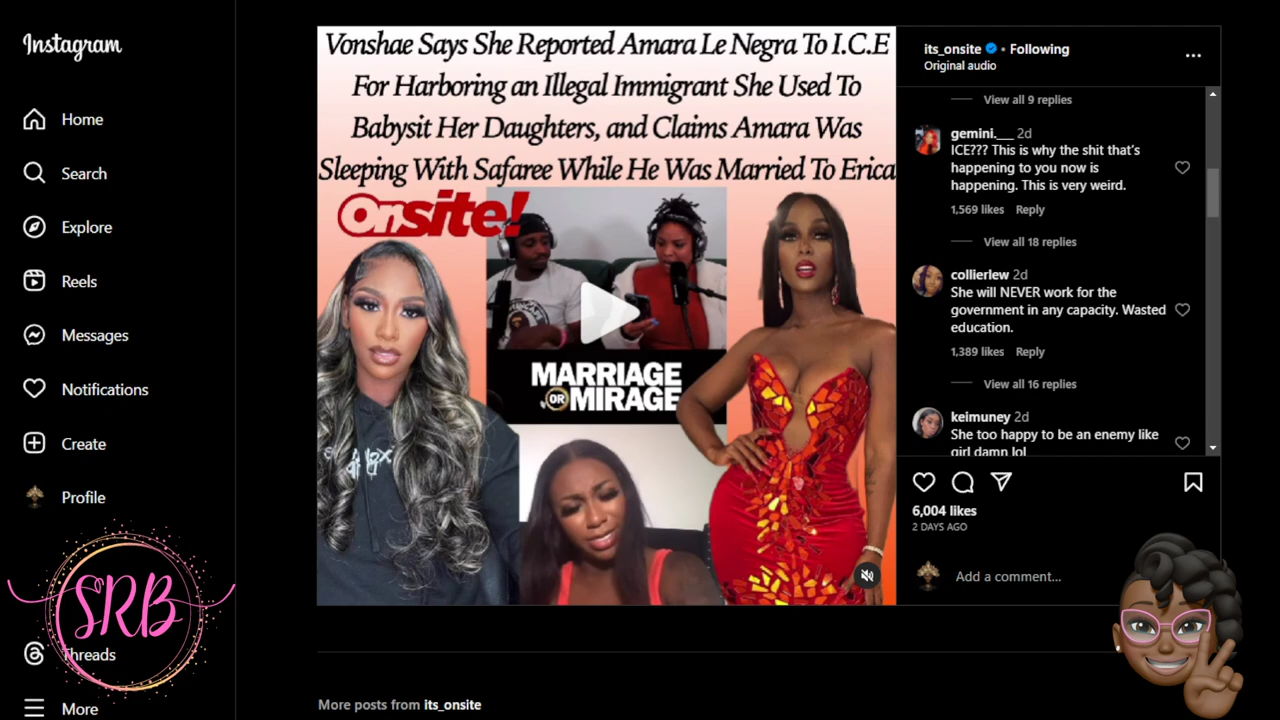 Instagram
Home
Search
Explore
Reels
Messages
Notifications
Create
Profile
SRB
Threads
More
Vonshae Says She Reported Amara Le Negra To I.C.E
For Harboring an Illegal Immigrant She Used To
Babysit Her Daughters, and Claims Amara Was
Sleeping With Safaree While He Was Married To Erica
Onsite!
MARRIAGE
OR MIRAGE
its_onsite • Following
Original audio
View all 9 replies
gemini.___ 2d
ICE??? This is why the shit that's
happening to you now is
happening. This is very weird.
1,569 likes Reply
View all 18 replies
collierlew 2d
She will NEVER work for the
government in any capacity. Wasted
education.
1,389 likes Reply
View all 16 replies
keimuney 2d
She too happy to be an enemy like
girl damn lol
6,004 likes
2 DAYS AGO
Add a comment...
More posts from its_onsite